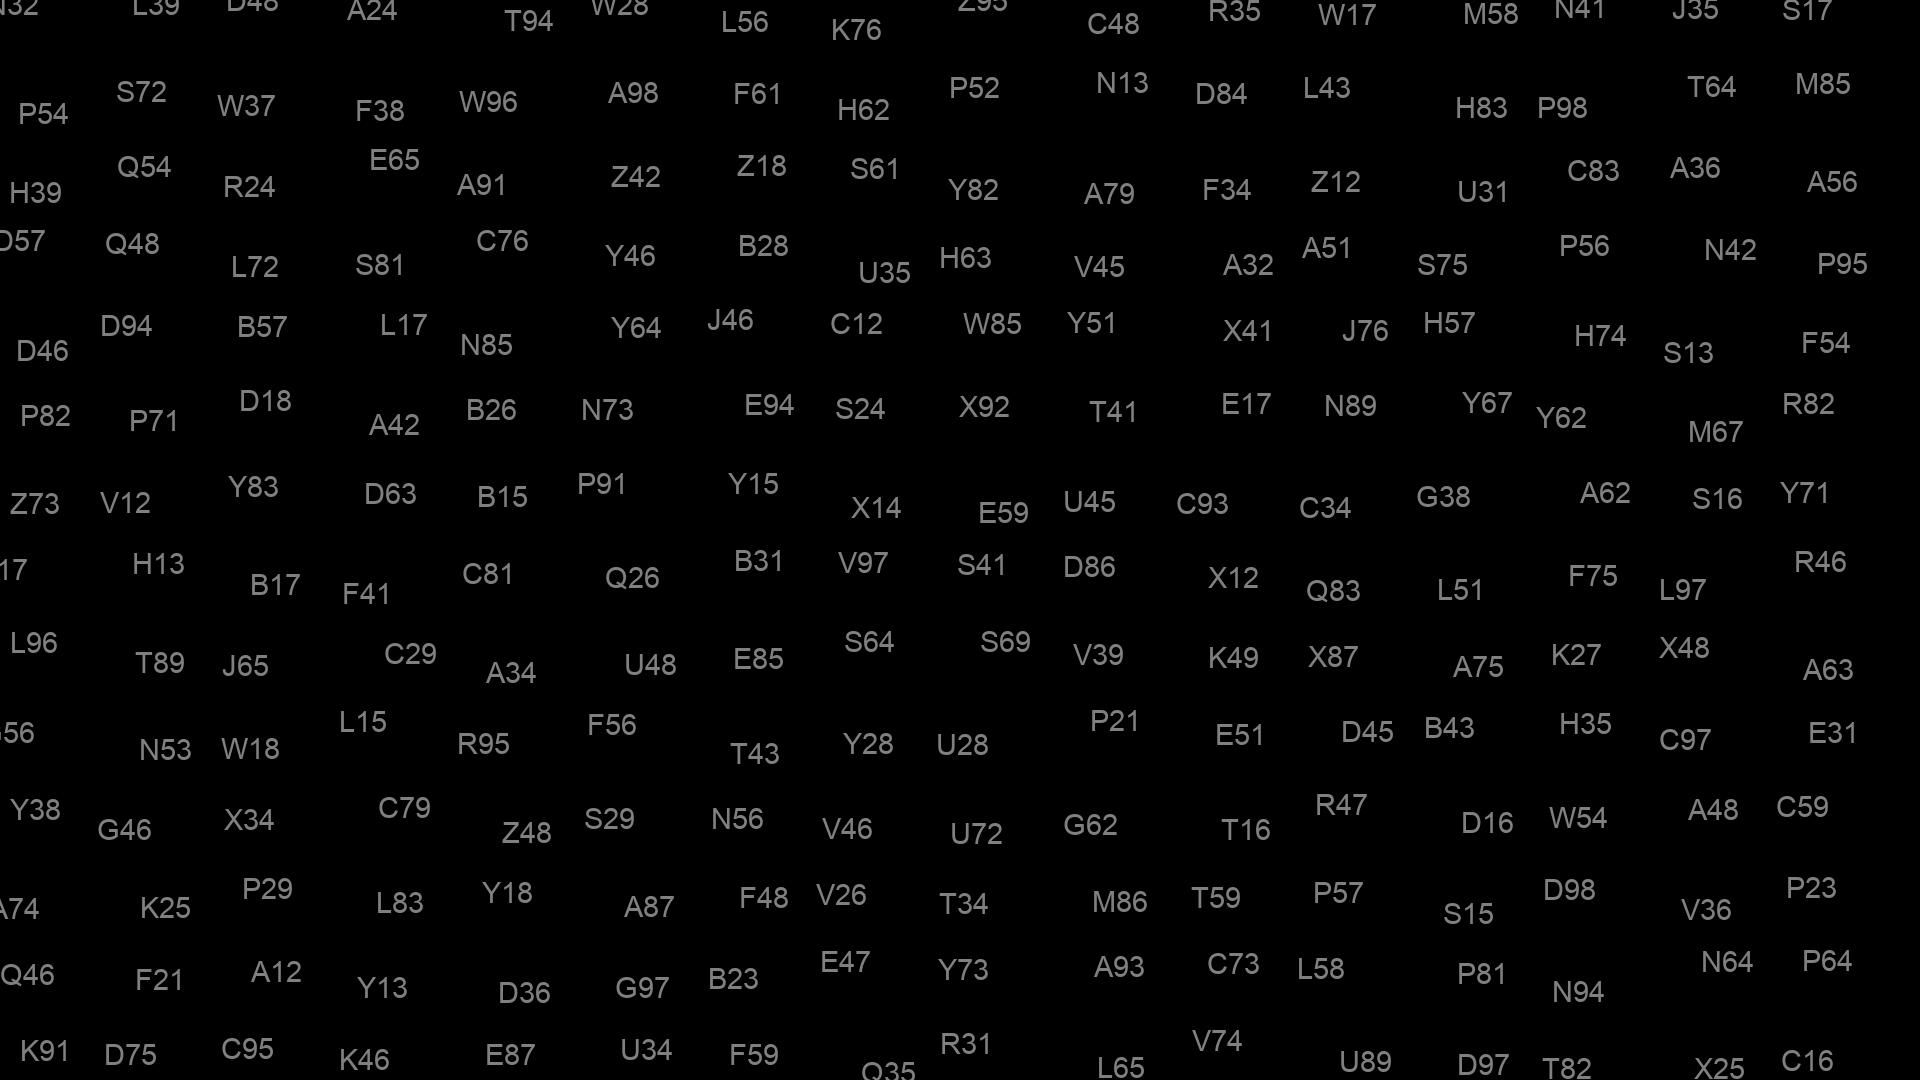 L39 D48 A24 T94 W28 L56 K76 Z95 C48 R35 W17 M58 N41 J35 S17
P54 S72 W37 F38 W96 A98 F61 H62 P52 N13 D84 L43 H83 P98 T64 M85
H39 Q54 R24 E65 A91 Z42 Z18 S61 Y82 A79 F34 Z12 U31 C83 A36 A56
D57 Q48 L72 S81 C76 Y46 B28 U35 H63 V45 A32 A51 S75 P56 N42 P95
D46 D94 B57 L17 N85 Y64 J46 C12 W85 Y51 X41 J76 H57 H74 S13 F54
P82 P71 D18 A42 B26 N73 E94 S24 X92 T41 E17 N89 Y67 Y62 M67 R82
Z73 V12 Y83 D63 B15 P91 Y15 X14 E59 U45 C93 C34 G38 A62 S16 Y71
17 H13 B17 F41 C81 Q26 B31 V97 S41 D86 X12 Q83 L51 F75 L97 R46
L96 T89 J65 C29 A34 U48 E85 S64 S69 V39 K49 X87 A75 K27 X48 A63
56 N53 W18 L15 R95 F56 T43 Y28 U28 P21 E51 D45 B43 H35 C97 E31
Y38 G46 X34 C79 Z48 S29 N56 V46 U72 G62 T16 R47 D16 W54 A48 C59
A74 K25 P29 L83 Y18 A87 F48 V26 T34 M86 T59 P57 S15 D98 V36 P23
Q46 F21 A12 Y13 D36 G97 B23 E47 Y73 A93 C73 L58 P81 N94 N64 P64
K91 D75 C95 K46 E87 U34 F59 Q35 R31 L65 V74 U89 D97 T82 X25 C16